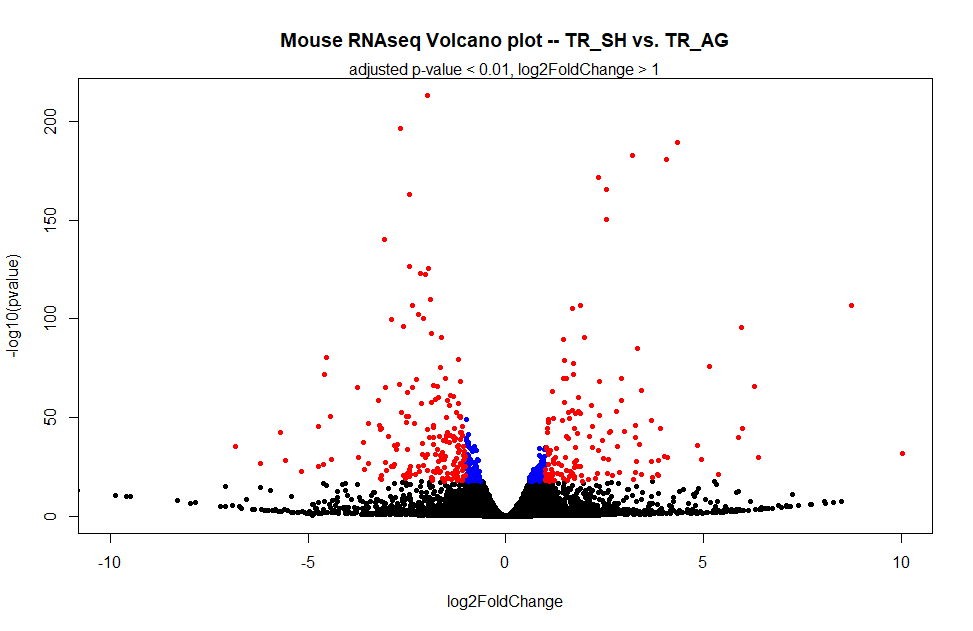 Mouse RNAseq Volcano plot -- TR_SH vs. TR_AG
adjusted p-value < 0.01, log2FoldChange > 1
-log10(pvalue)
200
150
100
50
0
-10 -5 0 5 10
log2FoldChange